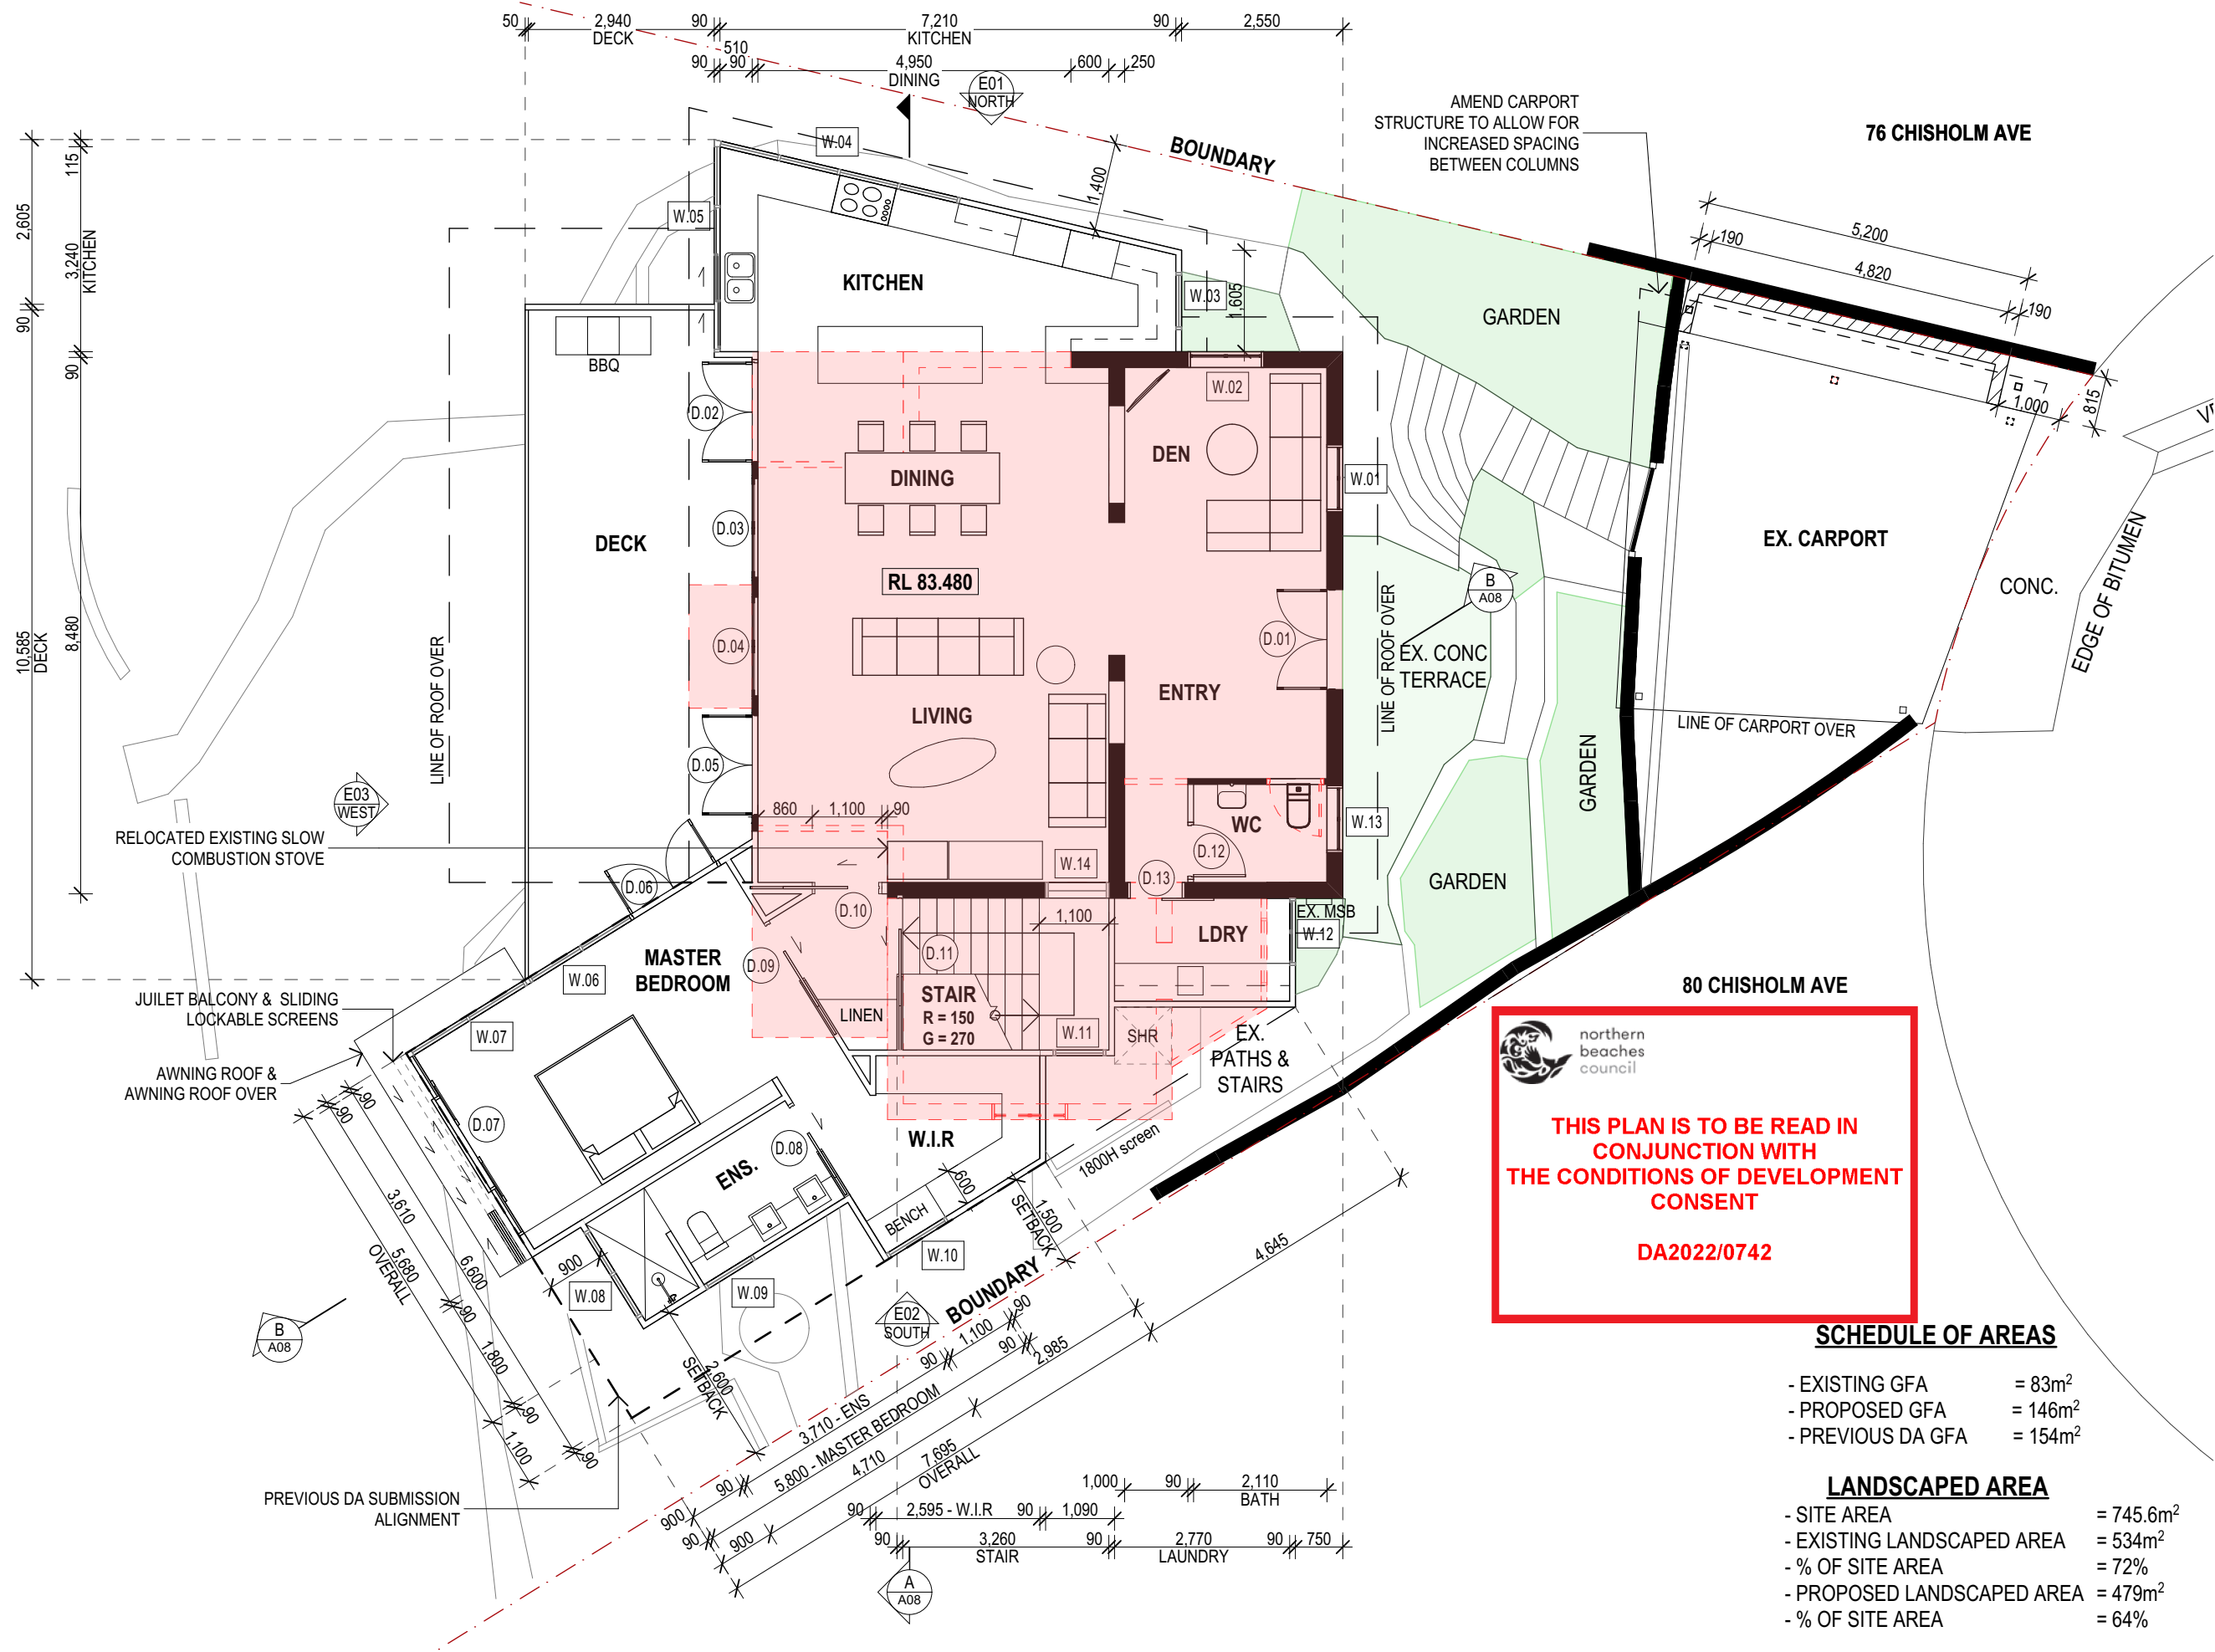 50
2,940
DECK
90
7,210
KITCHEN
90
2,550
510
90
90
4,950
DINING
600
250
E01
NORTH
AMEND CARPORT
STRUCTURE TO ALLOW FOR
INCREASED SPACING
BETWEEN COLUMNS
76 CHISHOLM AVE
BOUNDARY
W.04
1,400
W.05
KITCHEN
W.03
1,605
GARDEN
5,200
190
4,820
190
1,000
815
2,605
115
3,240
KITCHEN
90
90
10,585
DECK
8,480
BBQ
D.02
W.02
DEN
DINING
W.01
D.03
DECK
RL 83.480
EX. CARPORT
CONC.
EDGE OF BITUMEN
B
A08
D.04
D.01
LINE OF ROOF OVER
LINE OF ROOF OVER
EX. CONC
TERRACE
ENTRY
LIVING
LINE OF CARPORT OVER
D.05
GARDEN
E03
WEST
860
1,100
90
WC
W.13
RELOCATED EXISTING SLOW
COMBUSTION STOVE
D.12
W.14
D.06
D.13
GARDEN
D.10
1,100
EX. MSB
LDRY
W.12
D.11
MASTER
BEDROOM
D.09
W.06
80 CHISHOLM AVE
STAIR
R = 150
G = 270
JUILET BALCONY & SLIDING
LOCKABLE SCREENS
LINEN
W.07
W.11
SHR
EX.
PATHS &
STAIRS
AWNING ROOF &
AWNING ROOF OVER
90
90
D.07
D.08
W.I.R
1800H screen
ENS.
600
1,500
SETBACK
BENCH
W.10
3,610
5,680
OVERALL
6,600
90
1,800
90
1,100
90
900
W.08
W.09
4,645
BOUNDARY
E02
SOUTH
B
A08
2,600
SETBACK
90
1,100
90
90
2,985
3,710 - ENS
90
5,800 - MASTER BEDROOM
4,710
7,695
OVERALL
900
90
900
PREVIOUS DA SUBMISSION
ALIGNMENT
1,000
90
2,110
BATH
90
2,595 - W.I.R
90
1,090
90
3,260
STAIR
90
2,770
LAUNDRY
90
750
A
A08
northern
beaches
council
THIS PLAN IS TO BE READ IN
CONJUNCTION WITH
THE CONDITIONS OF DEVELOPMENT
CONSENT
DA2022/0742
SCHEDULE OF AREAS
- EXISTING GFA = 83m²
- PROPOSED GFA = 146m²
- PREVIOUS DA GFA = 154m²
LANDSCAPED AREA
- SITE AREA = 745.6m²
- EXISTING LANDSCAPED AREA = 534m²
- % OF SITE AREA = 72%
- PROPOSED LANDSCAPED AREA = 479m²
- % OF SITE AREA = 64%